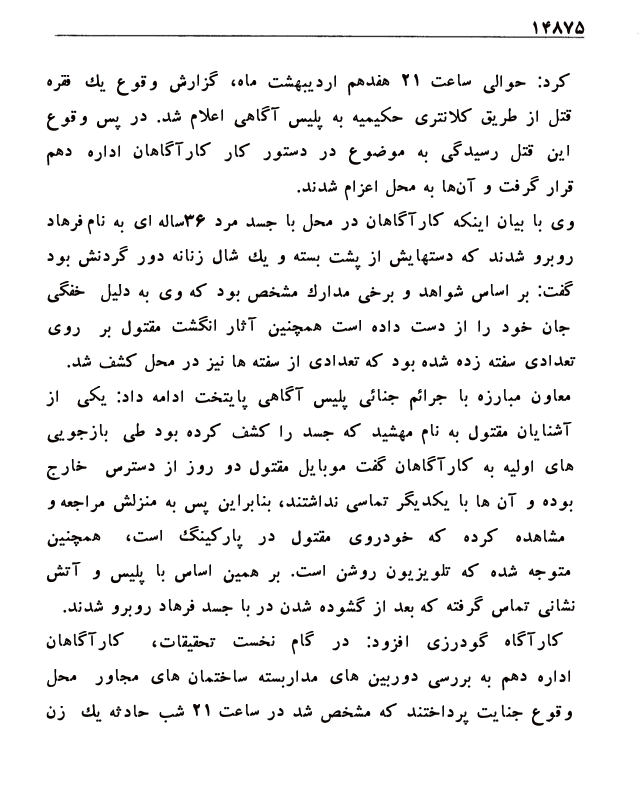 ۱۴۸۷۵
کرد: حوالی ساعت ۲۱ هفدهم اردیبهشت ماه، گزارش وقوع یك فقره
قتل از طریق کلانتری حکیمیه به پلیس آگاهی اعلام شد. در پس وقوع
این قتل رسیدگی به موضوع در دستور کار کارآگاهان اداره دهم
قرار گرفت و آن‌ها به محل اعزام شدند.
وی با بیان اینکه کارآگاهان در محل با جسد مرد ۳۶ساله ای به نام فرهاد
روبرو شدند که دستهایش از پشت بسته و یك شال زنانه دور گردنش بود
گفت: بر اساس شواهد و برخی مدارك مشخص بود که وی به دلیل خفگی
جان خود را از دست داده است همچنین آثار انگشت مقتول بر روی
تعدادی سفته زده شده بود که تعدادی از سفته ها نیز در محل کشف شد.
معاون مبارزه با جرائم جنائی پلیس آگاهی پایتخت ادامه داد: یکی از
آشنایان مقتول به نام مهشید که جسد را کشف کرده بود طی بازجویی
های اولیه به کارآگاهان گفت موبایل مقتول دو روز از دسترس خارج
بوده و آن ها با یکدیگر تماسی نداشتند، بنابراین پس به منزلش مراجعه و
مشاهده کرده که خودروی مقتول در پارکینگ است، همچنین
متوجه شده که تلویزیون روشن است. بر همین اساس با پلیس و آتش
نشانی تماس گرفته که بعد از گشوده شدن در با جسد فرهاد روبرو شدند.
کارآگاه گودرزی افزود: در گام نخست تحقیقات، کارآگاهان
اداره دهم به بررسی دوربین های مداربسته ساختمان های مجاور محل
وقوع جنایت پرداختند که مشخص شد در ساعت ۲۱ شب حادثه یك زن